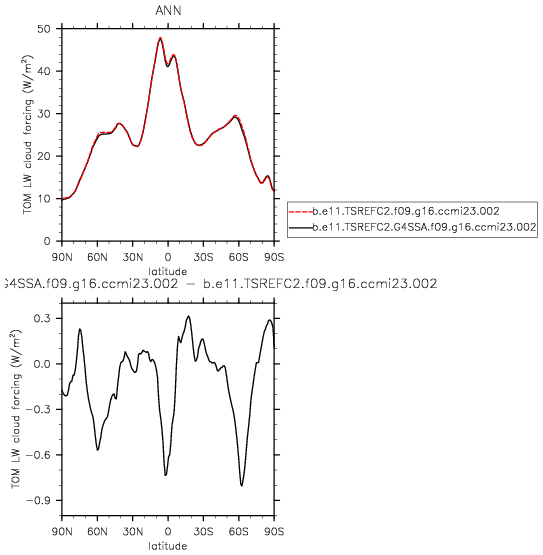 ANN
TOM LW cloud forcing (W/m²)
50
40
30
20
10
0
90N 60N 30N 0 30S 60S 90S
latitude
b.e11.TSREFC2.f09.g16.ccmi23.002
b.e11.TSREFC2.G4SSA.f09.g16.ccmi23.002
G4SSA.f09.g16.ccmi23.002 − b.e11.TSREFC2.f09.g16.ccmi23.002
TOM LW cloud forcing (W/m²)
0.3
0.0
−0.3
−0.6
−0.9
90N 60N 30N 0 30S 60S 90S
latitude